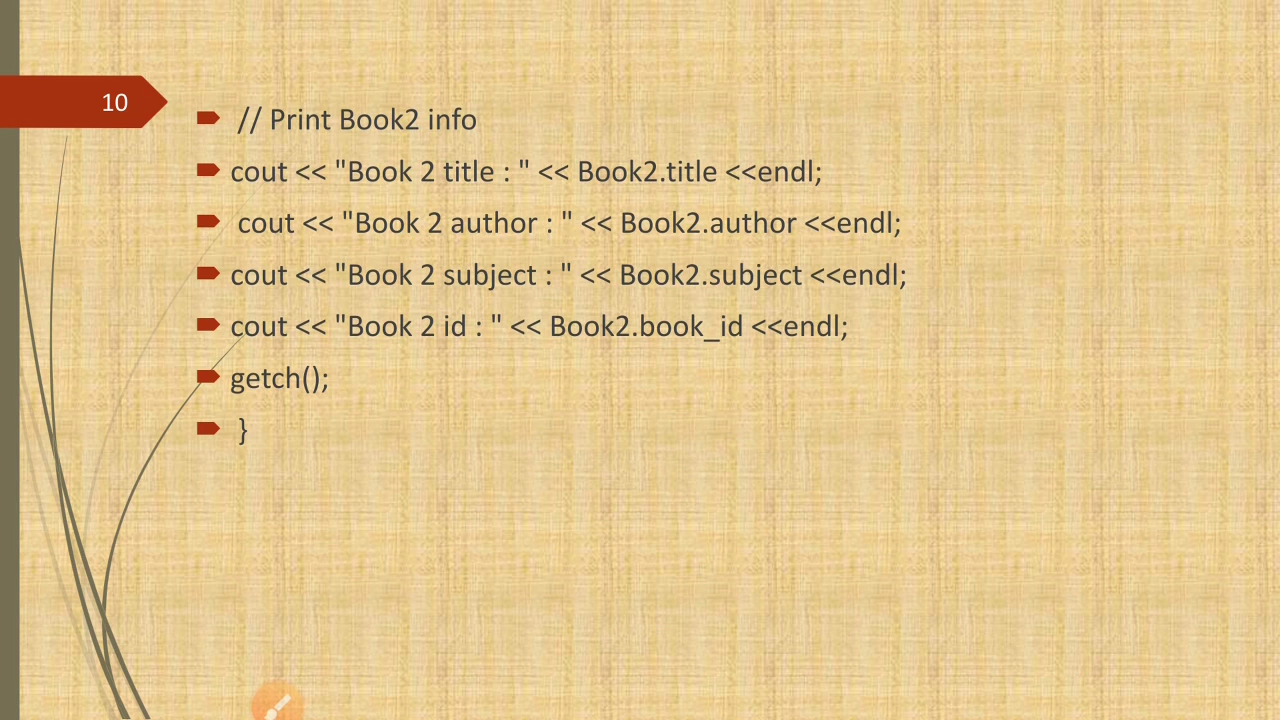 10
// Print Book2 info
cout << "Book 2 title : " << Book2.title <<endl;
cout << "Book 2 author : " << Book2.author <<endl;
cout << "Book 2 subject : " << Book2.subject <<endl;
cout << "Book 2 id : " << Book2.book_id <<endl;
getch();
}